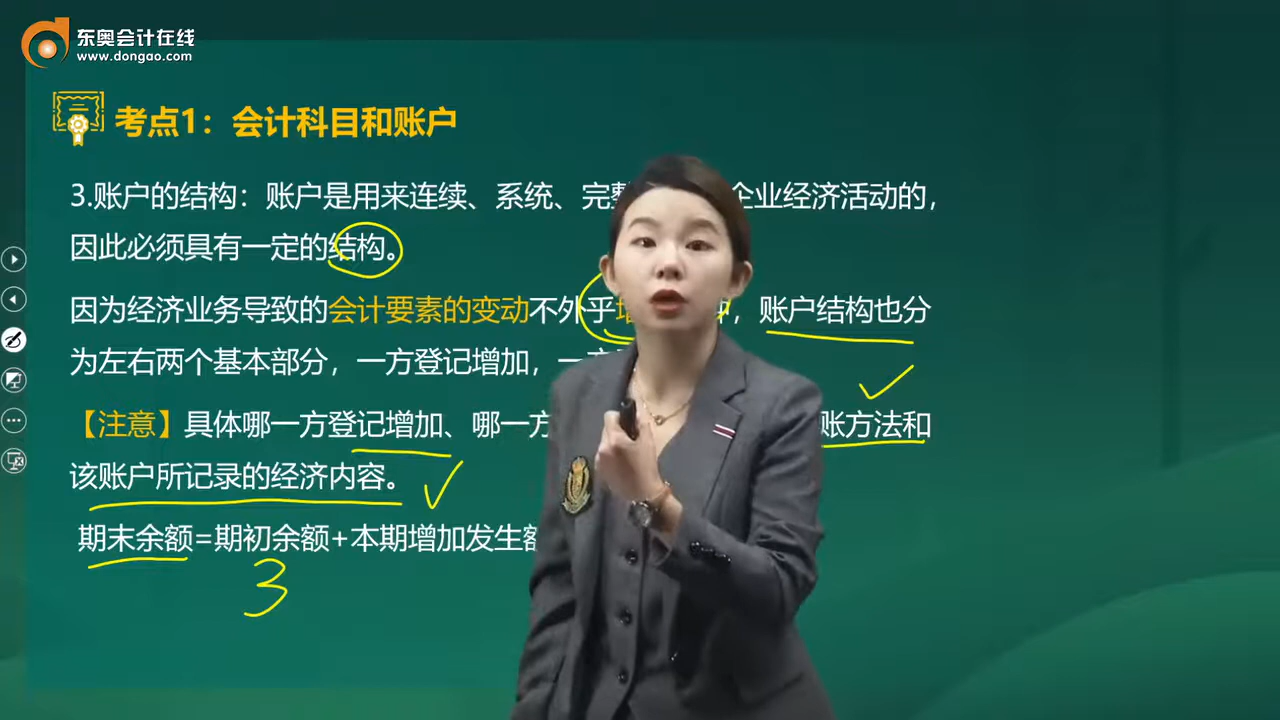 东奥会计在线
www.dongao.com
考点1：会计科目和账户
3.账户的结构：账户是用来连续、系统、完 企业经济活动的，
因此必须具有一定的结构。
因为经济业务导致的会计要素的变动不外乎 ，账户结构也分
为左右两个基本部分，一方登记增加，一
【注意】具体哪一方登记增加、哪一方 账方法和
该账户所记录的经济内容。
期末余额=期初余额+本期增加发生
3